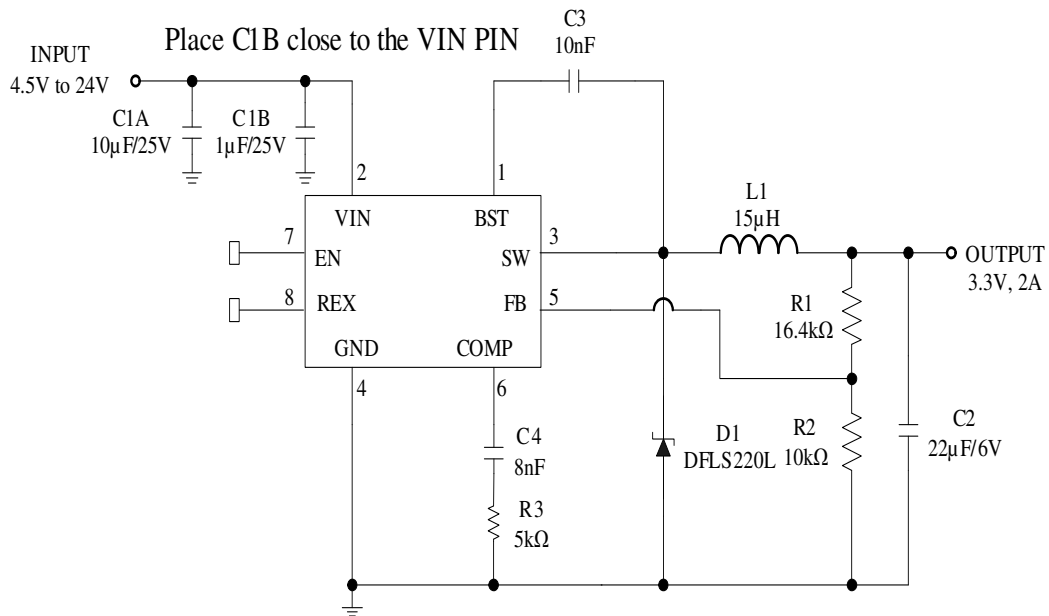 Place C1B close to the VIN PIN
C3
10nF
INPUT
4.5V to 24V
C1A
10µF/25V
C1B
1µF/25V
2
1
VIN
BST
L1
15µH
7
EN
SW
3
OUTPUT
3.3V, 2A
8
REX
FB
5
R1
16.4kΩ
GND
COMP
4
6
C4
8nF
D1
DFLS220L
R2
10kΩ
C2
22µF/6V
R3
5kΩ